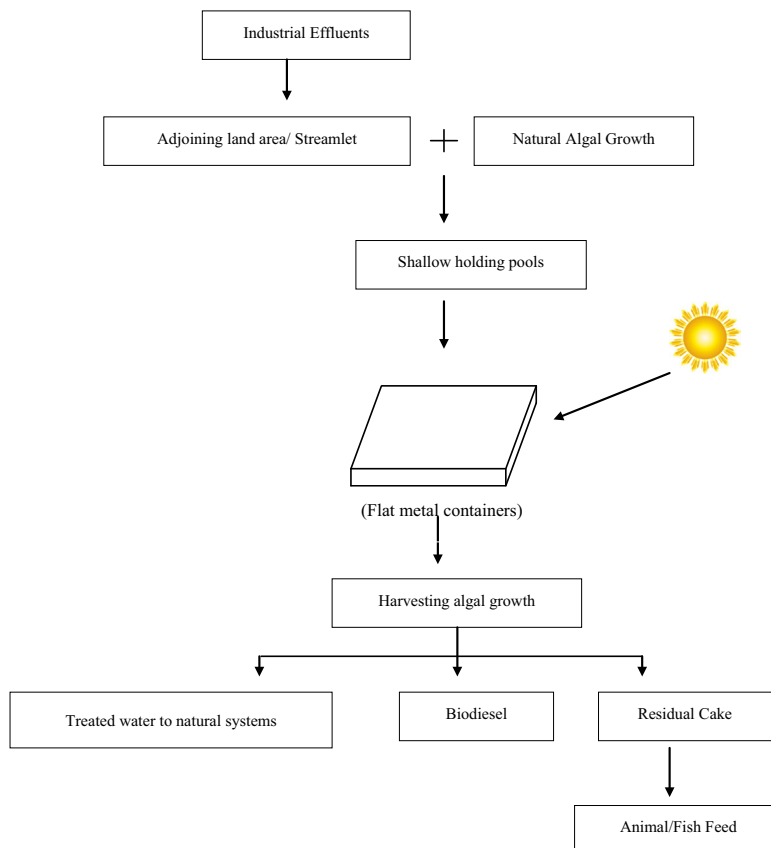 Industrial Effluents
Adjoining land area/ Streamlet
Natural Algal Growth
Shallow holding pools
(Flat metal containers)
Harvesting algal growth
Treated water to natural systems
Biodiesel
Residual Cake
Animal/Fish Feed